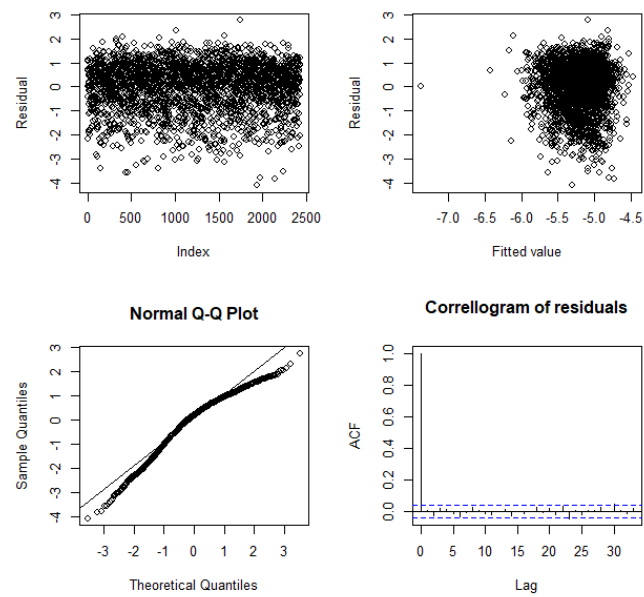 3
2
1
0
-1
-2
-3
-4
Residual
0 500 1000 1500 2000 2500
Index
3
2
1
0
-1
-2
-3
-4
Residual
-7.0 -6.5 -6.0 -5.5 -5.0 -4.5
Fitted value
Normal Q-Q Plot
3
2
1
0
-1
-2
-3
-4
Sample Quantiles
-3 -2 -1 0 1 2 3
Theoretical Quantiles
Correllogram of residuals
1.0
0.8
0.6
0.4
0.2
0.0
ACF
0 5 10 15 20 25 30
Lag